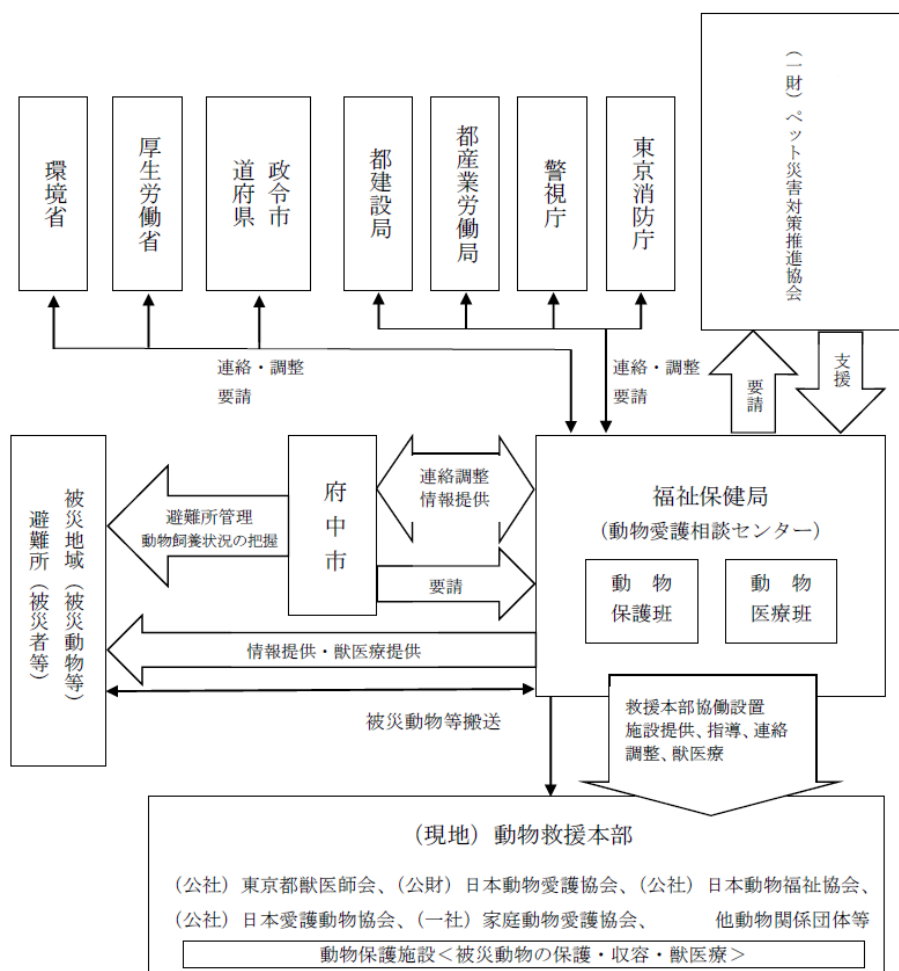 環境省
厚生労働省
政令市
道府県
都建設局
都産業労働局
警視庁
東京消防庁
（一財）ペット災害対策推進協会
連絡・調整
要請
連絡・調整
要請
要請
支援
被災地域（被災動物等）
避難所（被災者等）
避難所管理
動物飼養状況の把握
府中市
連絡調整
情報提供
要請
福祉保健局
（動物愛護相談センター）
動　物
保護班
動　物
医療班
情報提供・獣医療提供
被災動物等搬送
救援本部協働設置
施設提供、指導、連絡
調整、獣医療
（現地）動物救援本部
（公社）東京都獣医師会、（公財）日本動物愛護協会、（公社）日本動物福祉協会、
（公社）日本愛護動物協会、（一社）家庭動物愛護協会、　　　他動物関係団体等
動物保護施設＜被災動物の保護・収容・獣医療＞